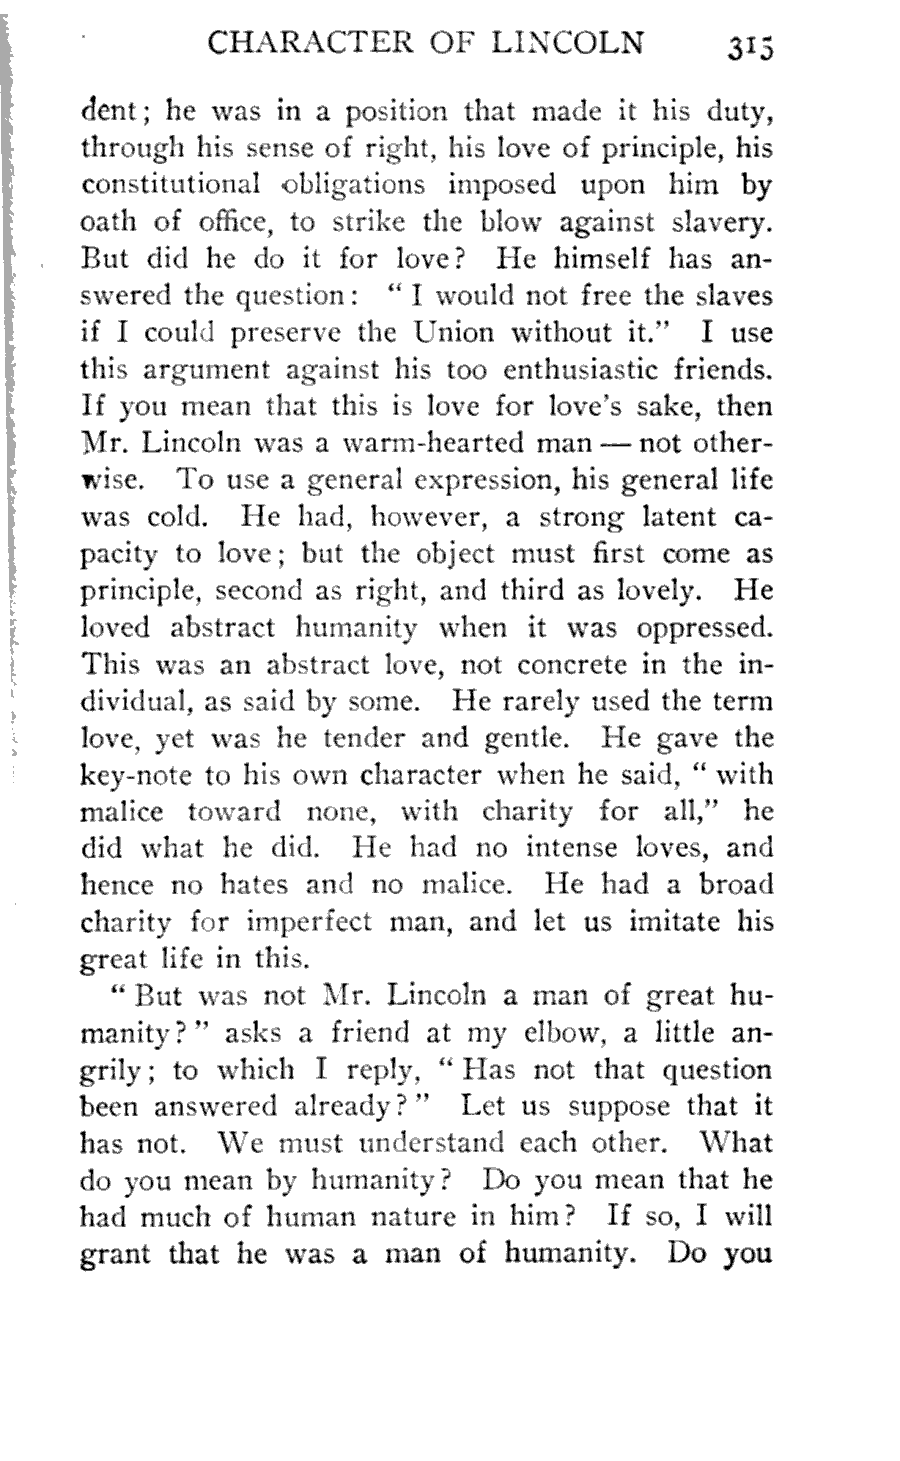 CHARACTER OF LINCOLN 315
dent; he was in a position that made it his duty,
through his sense of right, his love of principle, his
constitutional obligations imposed upon him by
oath of office, to strike the blow against slavery.
But did he do it for love? He himself has an-
swered the question: " I would not free the slaves
if I could preserve the Union without it." I use
this argument against his too enthusiastic friends.
If you mean that this is love for love's sake, then
Mr. Lincoln was a warm-hearted man — not other-
wise. To use a general expression, his general life
was cold. He had, however, a strong latent ca-
pacity to love; but the object must first come as
principle, second as right, and third as lovely. He
loved abstract humanity when it was oppressed.
This was an abstract love, not concrete in the in-
dividual, as said by some. He rarely used the term
love, yet was he tender and gentle. He gave the
key-note to his own character when he said, " with
malice toward none, with charity for all," he
did what he did. He had no intense loves, and
hence no hates and no malice. He had a broad
charity for imperfect man, and let us imitate his
great life in this.
" But was not Mr. Lincoln a man of great hu-
manity? " asks a friend at my elbow, a little an-
grily; to which I reply, " Has not that question
been answered already? " Let us suppose that it
has not. We must understand each other. What
do you mean by humanity? Do you mean that he
had much of human nature in him? If so, I will
grant that he was a man of humanity. Do you